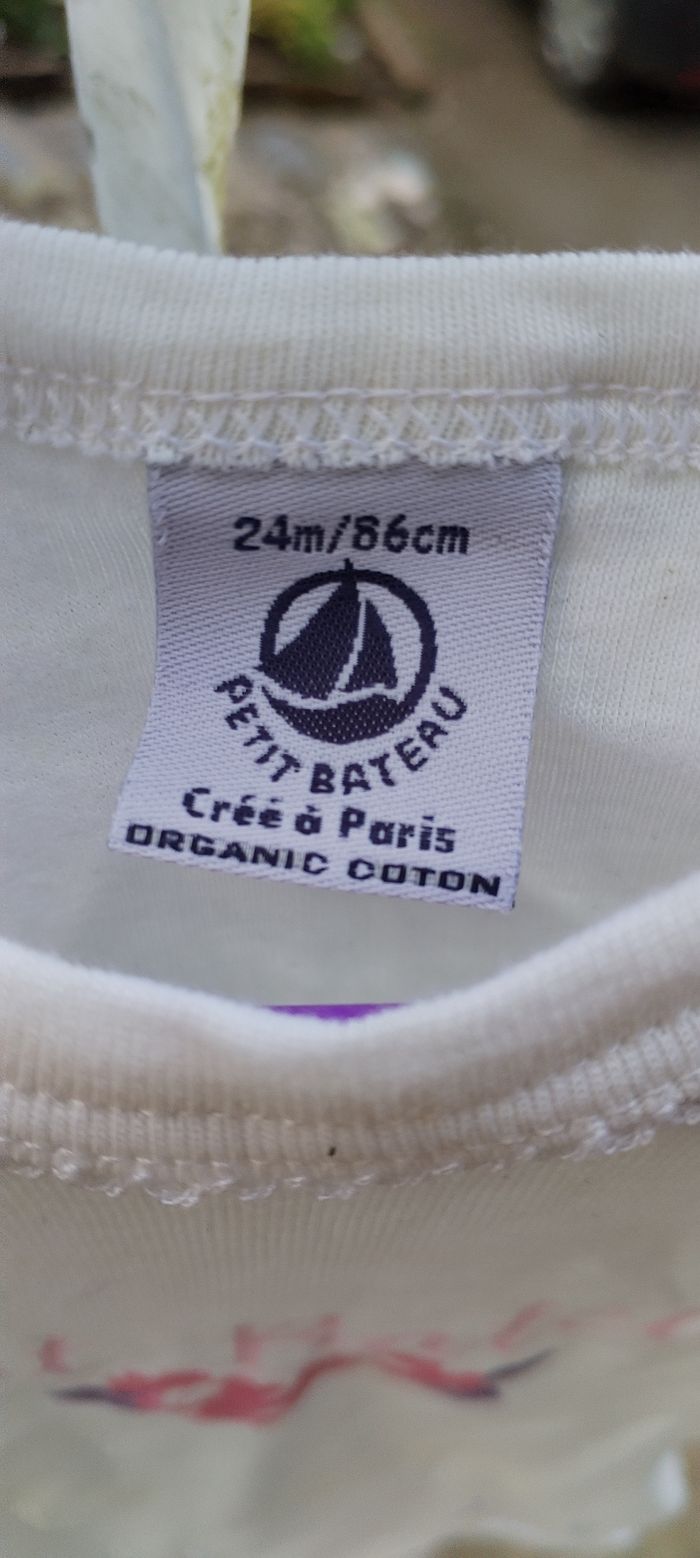 24m/86cm
PETIT BATEAU
Créé à Paris
ORGANIC COTON